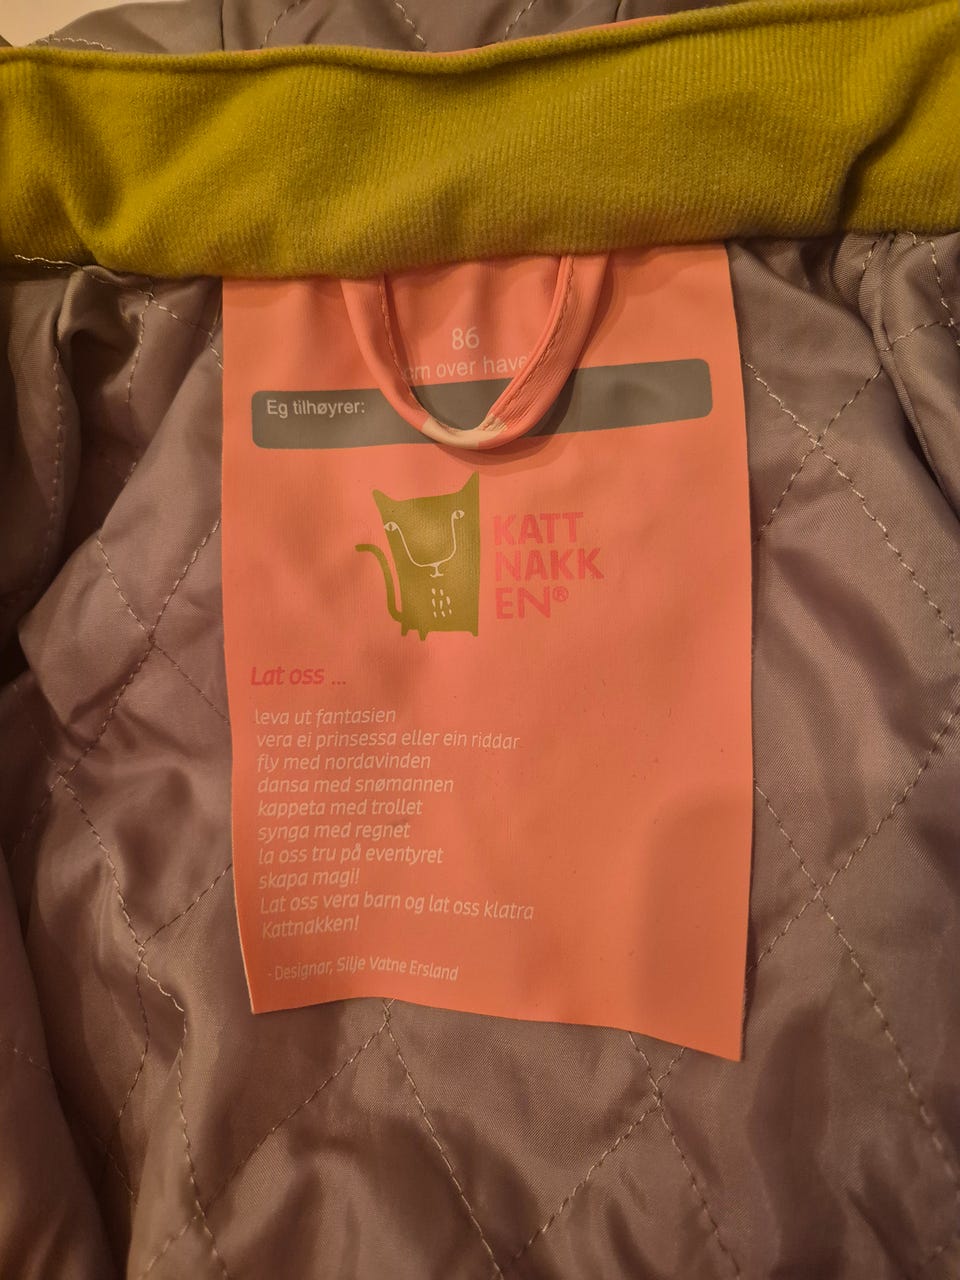 86
cm over havet
Eg tilhøyrer:
KATT
NAKK
EN®
Lat oss ...
leva ut fantasien
vera ei prinsessa eller ein riddar
fly med nordavinden
dansa med snømannen
kappeta med trollet
synga med regnet
la oss tru på eventyret
skapa magi!
Lat oss vera barn og lat oss klatra
Kattnakken!
- Designar, Silje Vatne Ersland